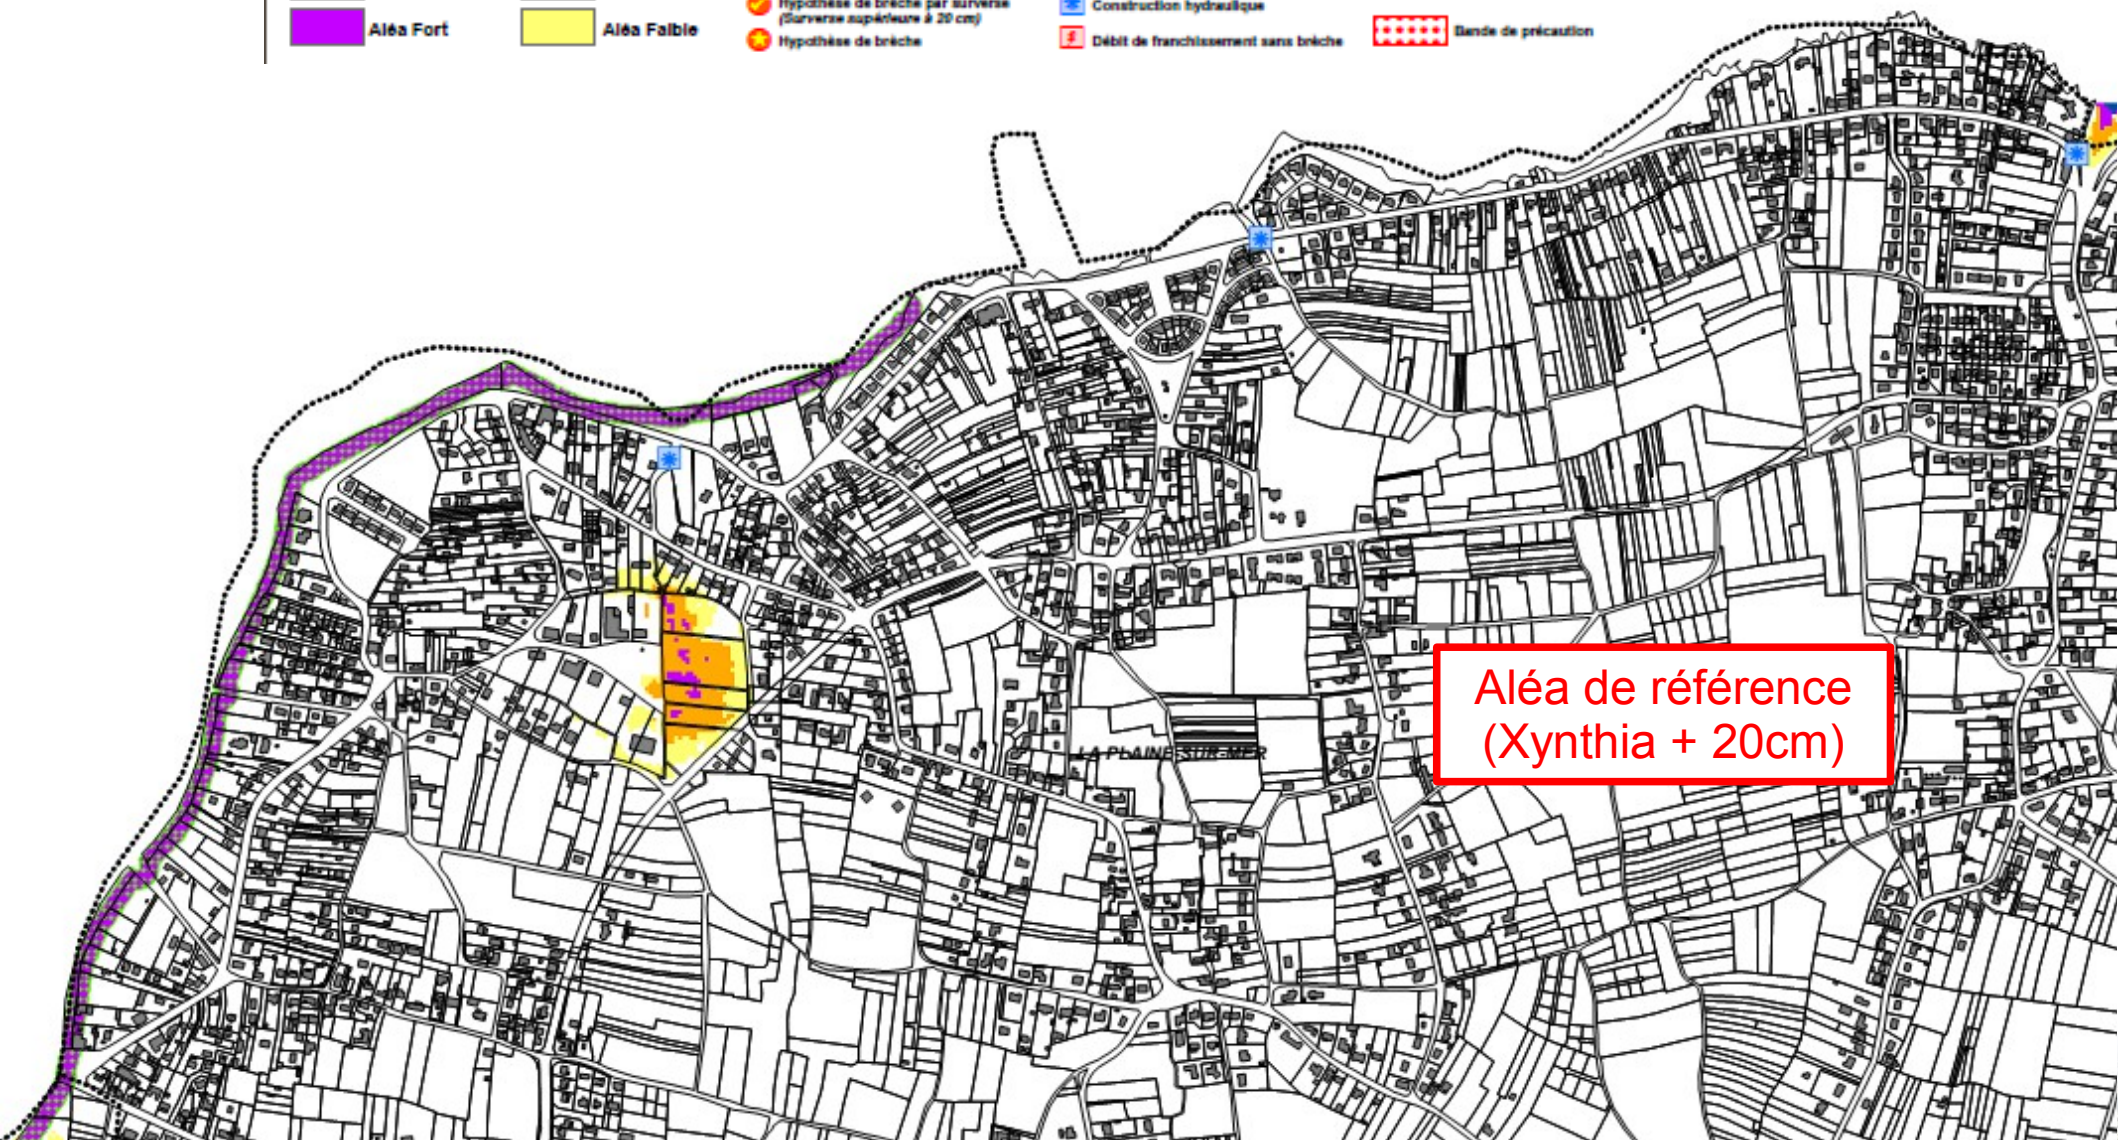 Aléa Fort
Aléa Faible
Hypothèse de brèche par surverse
(Surverse supérieure à 20 cm)
Hypothèse de brèche
Construction hydraulique
Débit de franchissement sans brèche
Bande de précaution
Aléa de référence
(Xynthia + 20cm)
LA PLAINE-SUR-MER